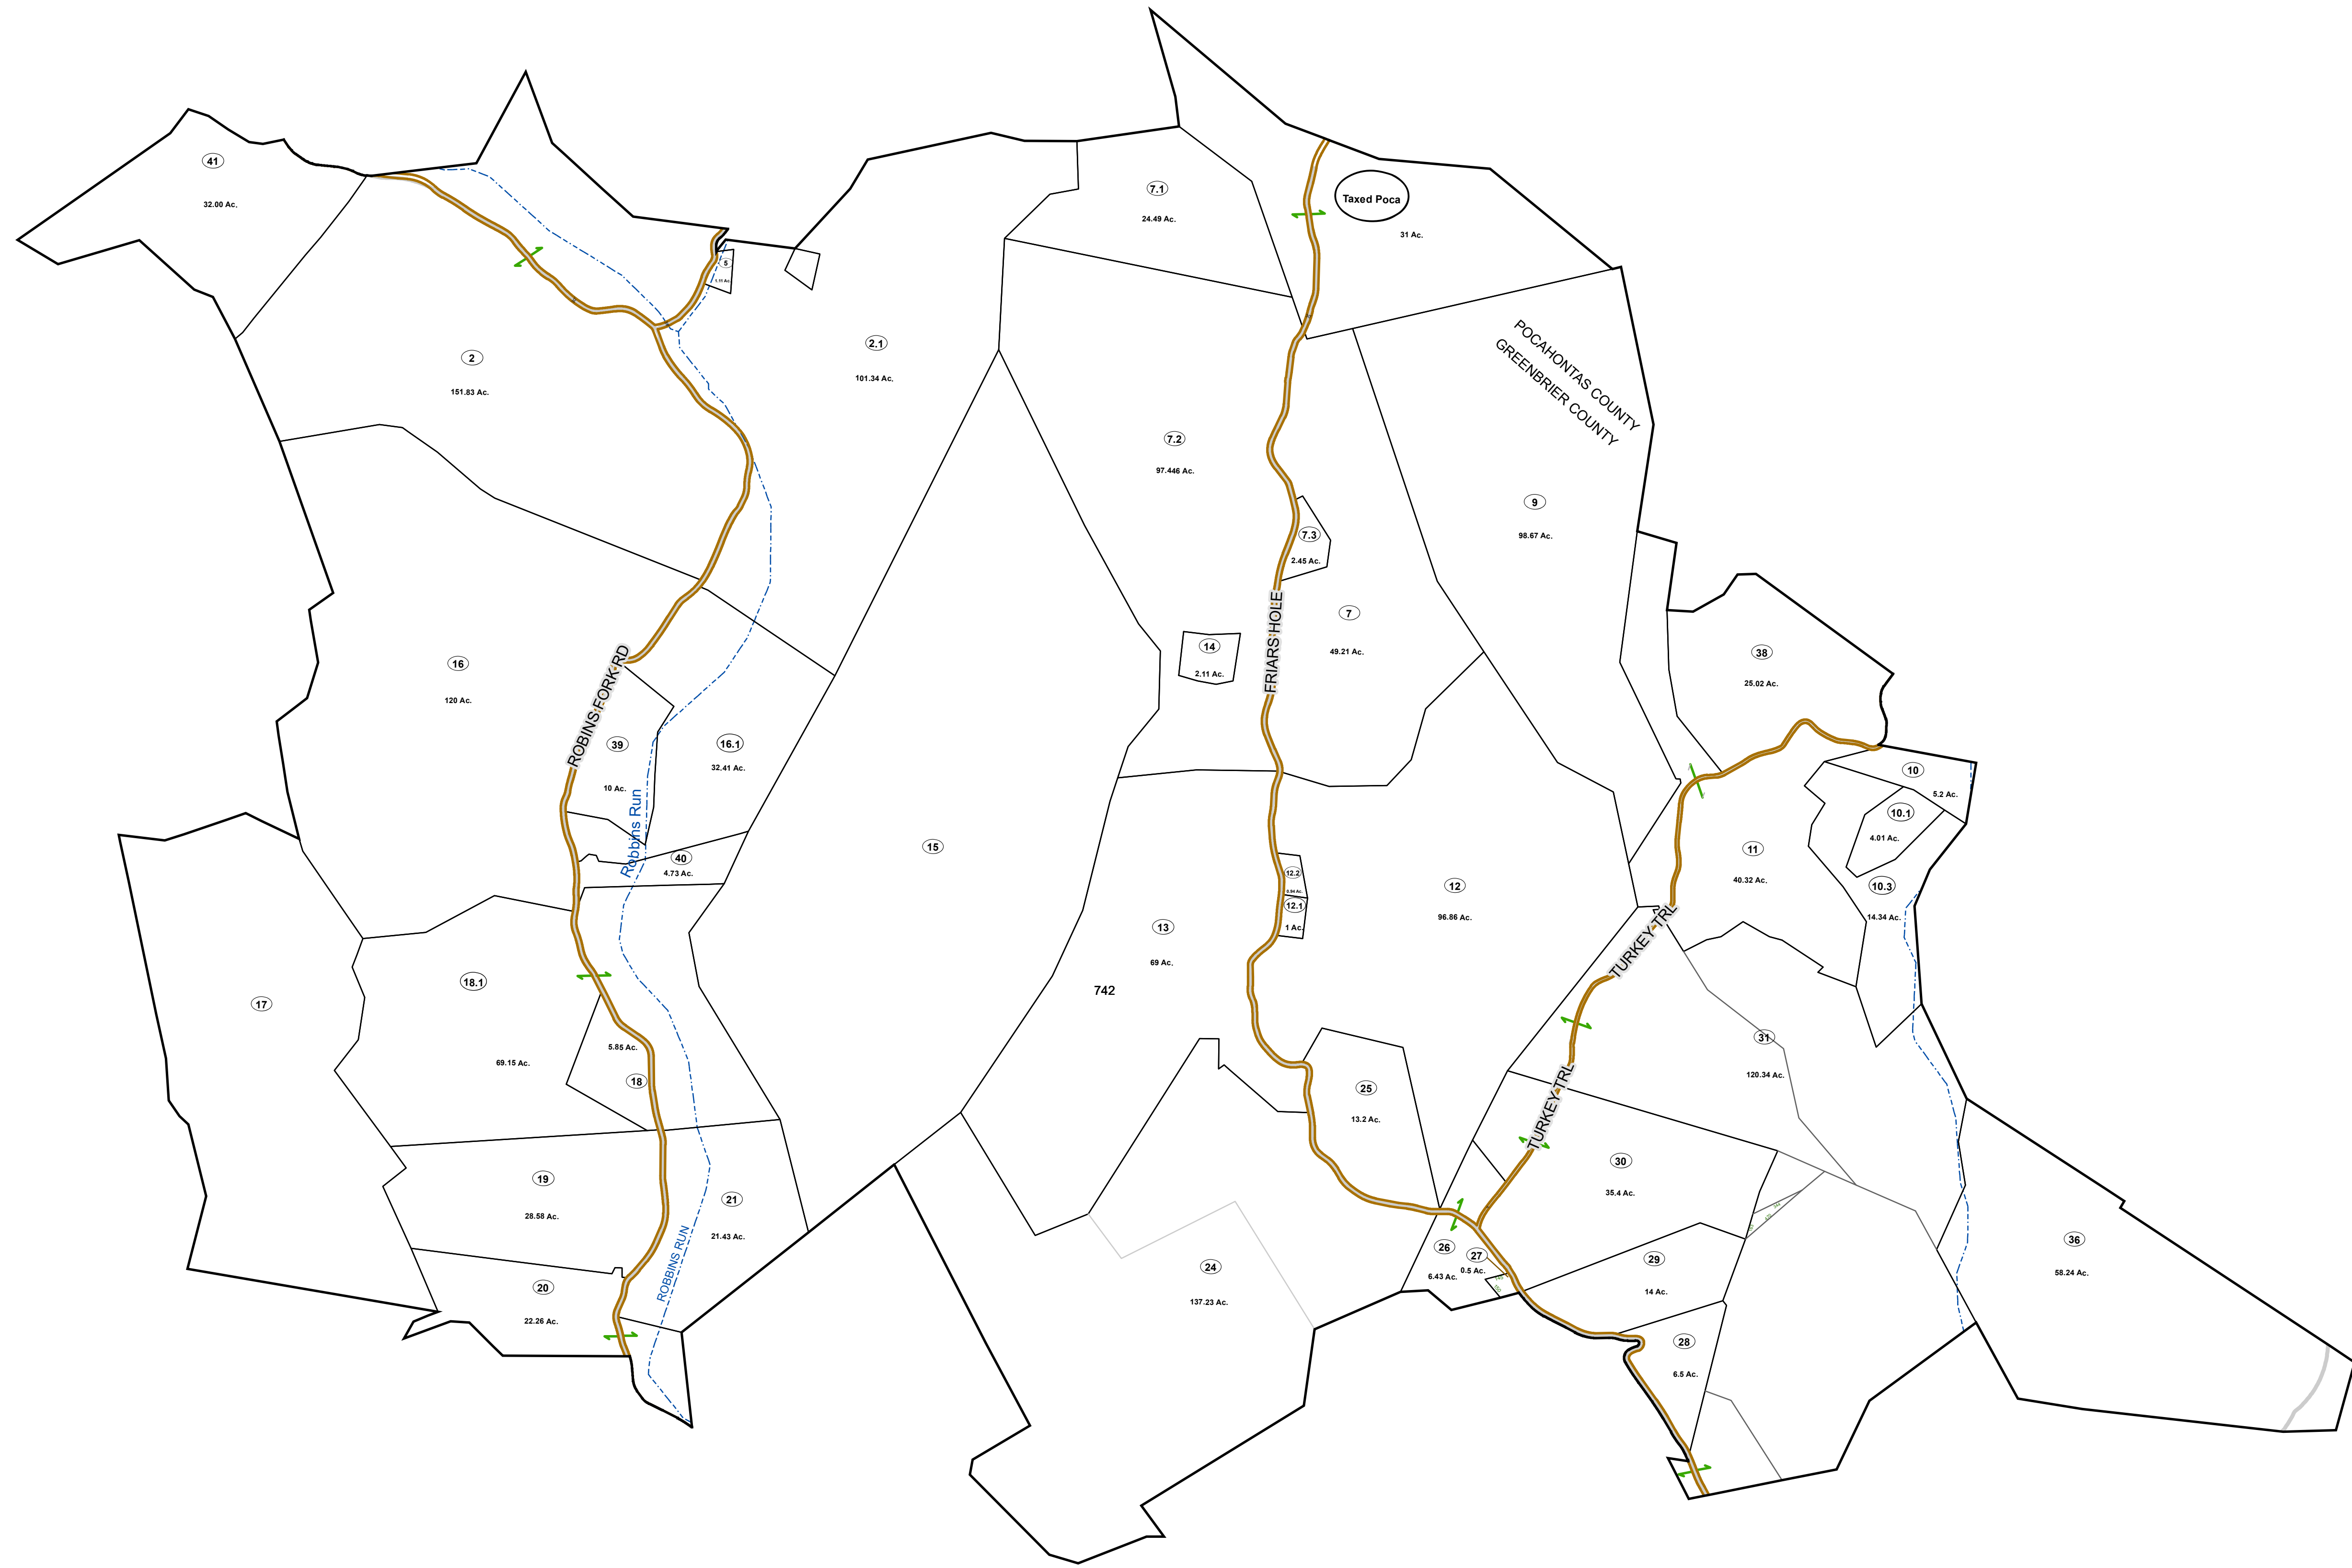 41
32.00 Ac.
7.1
24.49 Ac.
Taxed Poca
31 Ac.
5
1.11 Ac.
2
151.83 Ac.
2.1
101.34 Ac.
POCAHONTAS COUNTY
GREENBRIER COUNTY
7.2
97.446 Ac.
9
98.67 Ac.
7.3
2.45 Ac.
7
49.21 Ac.
14
2.11 Ac.
FRIARS HOLE
38
25.02 Ac.
16
120 Ac.
ROBINS FORK RD
39
10 Ac.
16.1
32.41 Ac.
Robbins Run
10
5.2 Ac.
10.1
4.01 Ac.
15
40
4.73 Ac.
11
40.32 Ac.
12.2
0.94 Ac.
12.1
1 Ac.
12
96.86 Ac.
10.3
14.34 Ac.
13
69 Ac.
TURKEY TRL
17
18.1
69.15 Ac.
742
5.85 Ac.
18
31
120.34 Ac.
25
13.2 Ac.
TURKEY TRL
30
35.4 Ac.
19
28.58 Ac.
21
21.43 Ac.
ROBBINS RUN
24
137.23 Ac.
26
6.43 Ac.
27
0.5 Ac.
29
14 Ac.
36
58.24 Ac.
20
22.26 Ac.
28
6.5 Ac.